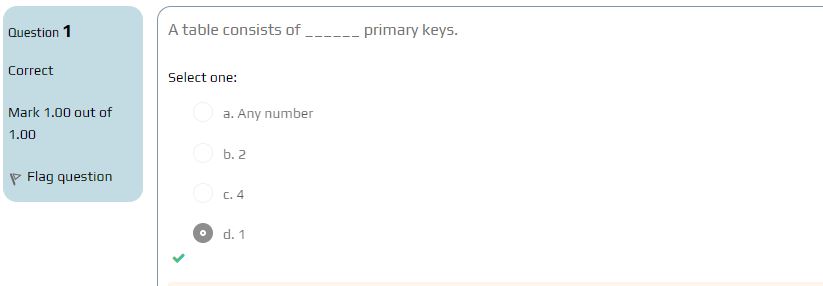 Question 1
Correct
Mark 1.00 out of
1.00
Flag question
A table consists of ______ primary keys.
Select one:
a. Any number
b. 2
c. 4
d. 1